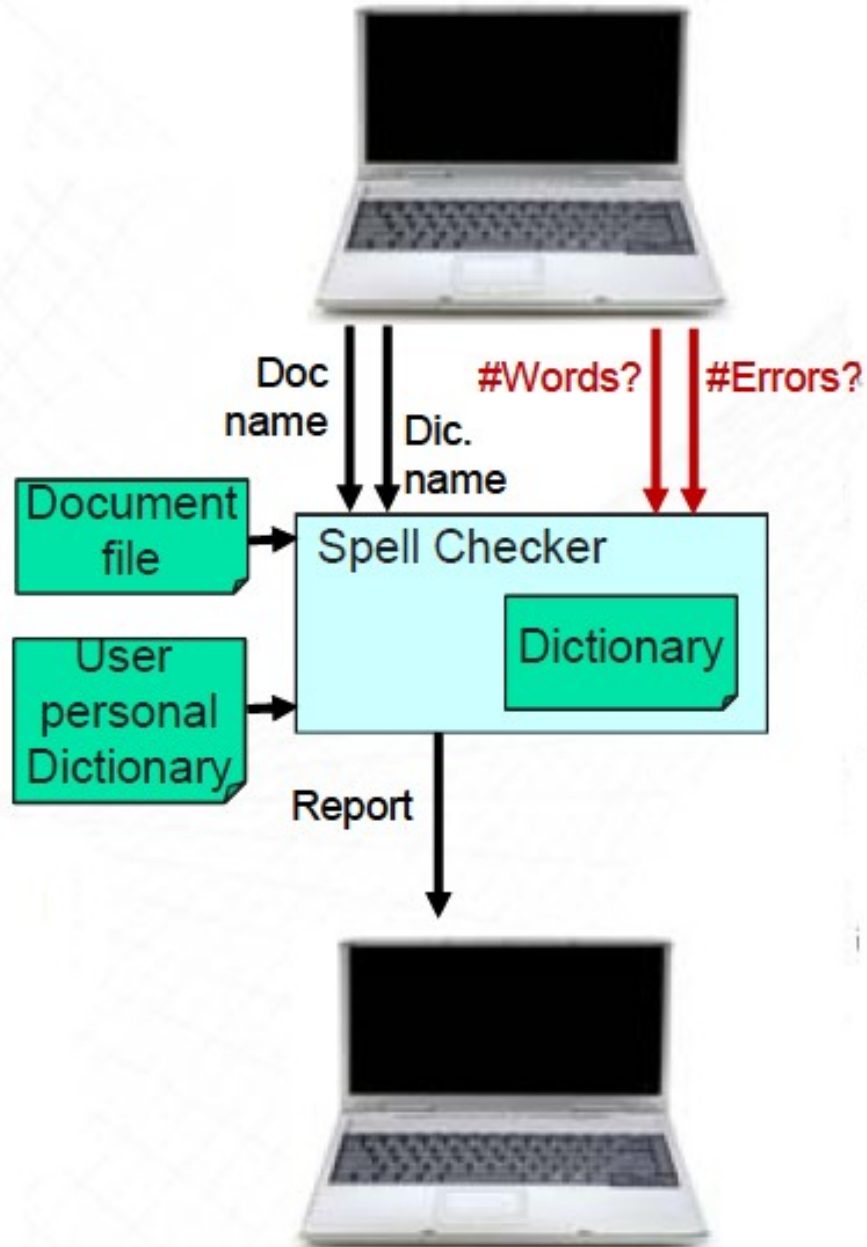 Doc
name
Dic.
name
#Words?
#Errors?
Document
file
Spell Checker
Dictionary
User
personal
Dictionary
Report